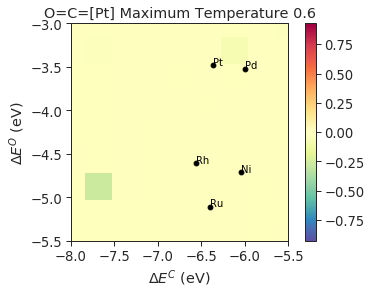 O=C=[Pt] Maximum Temperature 0.6
ΔE^O (eV)
−3.0
−3.5
−4.0
−4.5
−5.0
−5.5
Pt
Pd
Rh
Ni
Ru
0.75
0.50
0.25
0.00
−0.25
−0.50
−0.75
−8.0 −7.5 −7.0 −6.5 −6.0 −5.5
ΔE^C (eV)